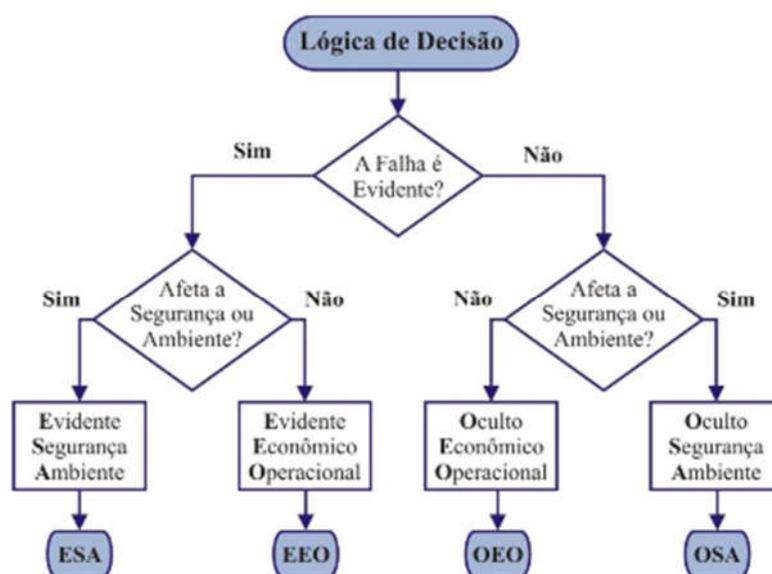 Lógica de Decisão
Sim
Não
A Falha é
Evidente?
Sim
Afeta a
Segurança ou
Ambiente?
Não
Não
Afeta a
Segurança ou
Ambiente?
Sim
Evidente
Segurança
Ambiente
Evidente
Econômico
Operacional
Oculto
Econômico
Operacional
Oculto
Segurança
Ambiente
ESA
EEO
OEO
OSA